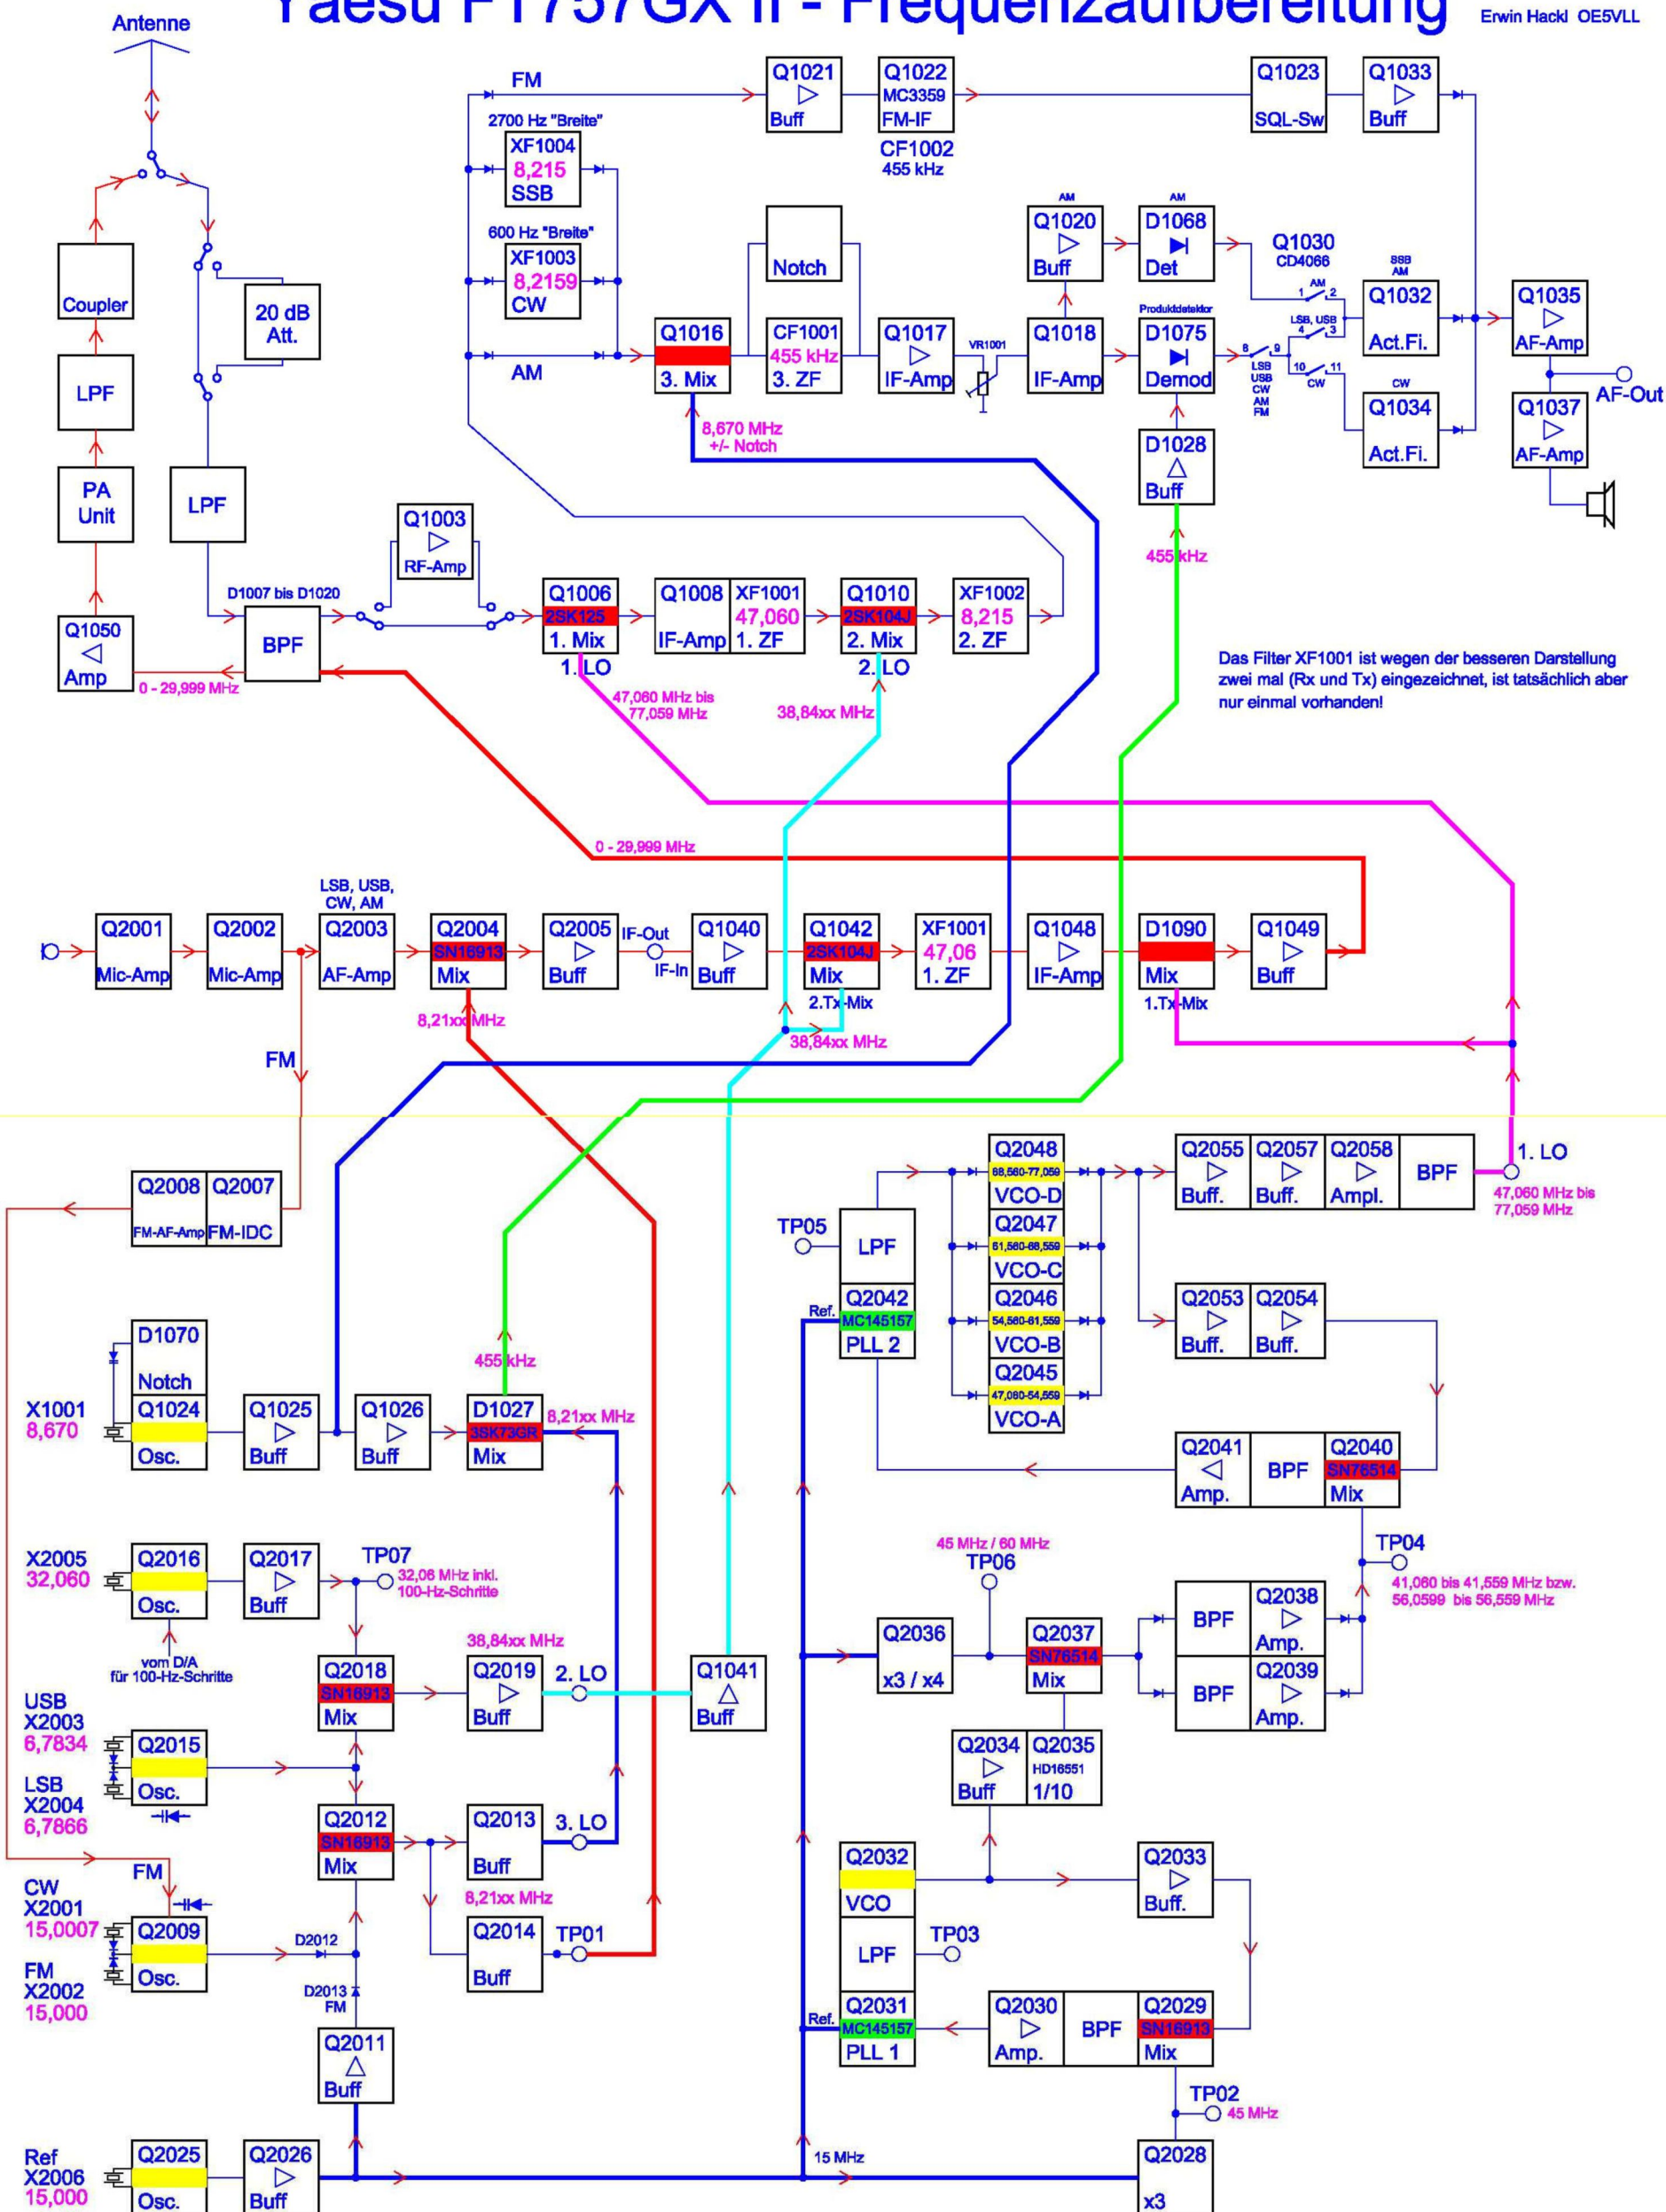 Yaesu FT757GX II - Frequenzaufbereitung
Erwin Hackl OE5VLL
Antenne
FM
Q1021
Buff
Q1022
MC3359
FM-IF
CF1002
455 kHz
Q1023
SQL-Sw
Q1033
Buff
2700 Hz "Breite"
XF1004
8,215
SSB
600 Hz "Breite"
XF1003
8,2159
CW
AM
Notch
AM
Q1020
Buff
AM
D1068
Det
Q1030
CD4066
AM
1
2
LSB, USB
4
3
8
9
LSB
USB
CW
AM
FM
10
11
CW
SSB
AM
Q1032
Act.Fi.
CW
Q1034
Act.Fi.
Q1035
AF-Amp
AF-Out
Q1037
AF-Amp
Coupler
20 dB
Att.
LPF
PA
Unit
LPF
Q1016
3. Mix
CF1001
455 kHz
3. ZF
Q1017
IF-Amp
VR1001
Q1018
IF-Amp
Produktdetektor
D1075
Demod
8,670 MHz
+/- Notch
D1028
Buff
455 kHz
Q1003
RF-Amp
D1007 bis D1020
BPF
Q1050
Amp
0 - 29,999 MHz
Q1006
2SK125
1. Mix
1. LO
Q1008
IF-Amp
XF1001
47,060
1. ZF
Q1010
2SK104J
2. Mix
2. LO
XF1002
8,215
2. ZF
47,060 MHz bis
77,059 MHz
38,84xx MHz
Das Filter XF1001 ist wegen der besseren Darstellung
zwei mal (Rx und Tx) eingezeichnet, ist tatsächlich aber
nur einmal vorhanden!
0 - 29,999 MHz
Q2001
Mic-Amp
Q2002
Mic-Amp
LSB, USB,
CW, AM
Q2003
AF-Amp
Q2004
SN16913
Mix
8,21xx MHz
Q2005
Buff
IF-Out
IF-In
Q1040
Buff
Q1042
2SK104J
Mix
2.Tx-Mix
38,84xx MHz
XF1001
47,06
1. ZF
Q1048
IF-Amp
D1090
Mix
1.Tx-Mix
Q1049
Buff
FM
Q2008
FM-AF-Amp
Q2007
FM-IDC
TP05
LPF
Ref.
Q2042
MC145157
PLL 2
Q2048
68,560-77,059
VCO-D
Q2047
61,560-68,559
VCO-C
Q2046
54,560-61,559
VCO-B
Q2045
47,060-54,559
VCO-A
Q2055
Buff.
Q2057
Buff.
Q2058
Ampl.
BPF
1. LO
47,060 MHz bis
77,059 MHz
Q2053
Buff.
Q2054
Buff.
Q2041
Amp.
BPF
Q2040
SN76514
Mix
D1070
Notch
X1001
8,670
Q1024
Osc.
Q1025
Buff
Q1026
Buff
455 kHz
D1027
3SK73GR
Mix
8,21xx MHz
X2005
32,060
Q2016
Osc.
Q2017
Buff
TP07
32,06 MHz inkl.
100-Hz-Schritte
vom D/A
für 100-Hz-Schritte
Q2018
SN16913
Mix
38,84xx MHz
Q2019
Buff
2. LO
Q1041
Buff
45 MHz / 60 MHz
TP06
Q2036
x3 / x4
Q2037
SN76514
Mix
BPF
Q2038
Amp.
BPF
Q2039
Amp.
TP04
41,060 bis 41,559 MHz bzw.
56,0599 bis 56,559 MHz
Q2034
Buff
Q2035
HD16551
1/10
USB
X2003
6,7834
LSB
X2004
6,7866
Q2015
Osc.
Q2012
SN16913
Mix
Q2013
Buff
3. LO
8,21xx MHz
Q2014
Buff
TP01
FM
CW
X2001
15,0007
FM
X2002
15,000
Q2009
Osc.
D2012
D2013
FM
Q2011
Buff
Q2032
VCO
LPF
TP03
Ref.
Q2031
MC145157
PLL 1
Q2033
Buff.
Q2030
Amp.
BPF
Q2029
SN16913
Mix
TP02
45 MHz
Ref
X2006
15,000
Q2025
Osc.
Q2026
Buff
15 MHz
Q2028
x3